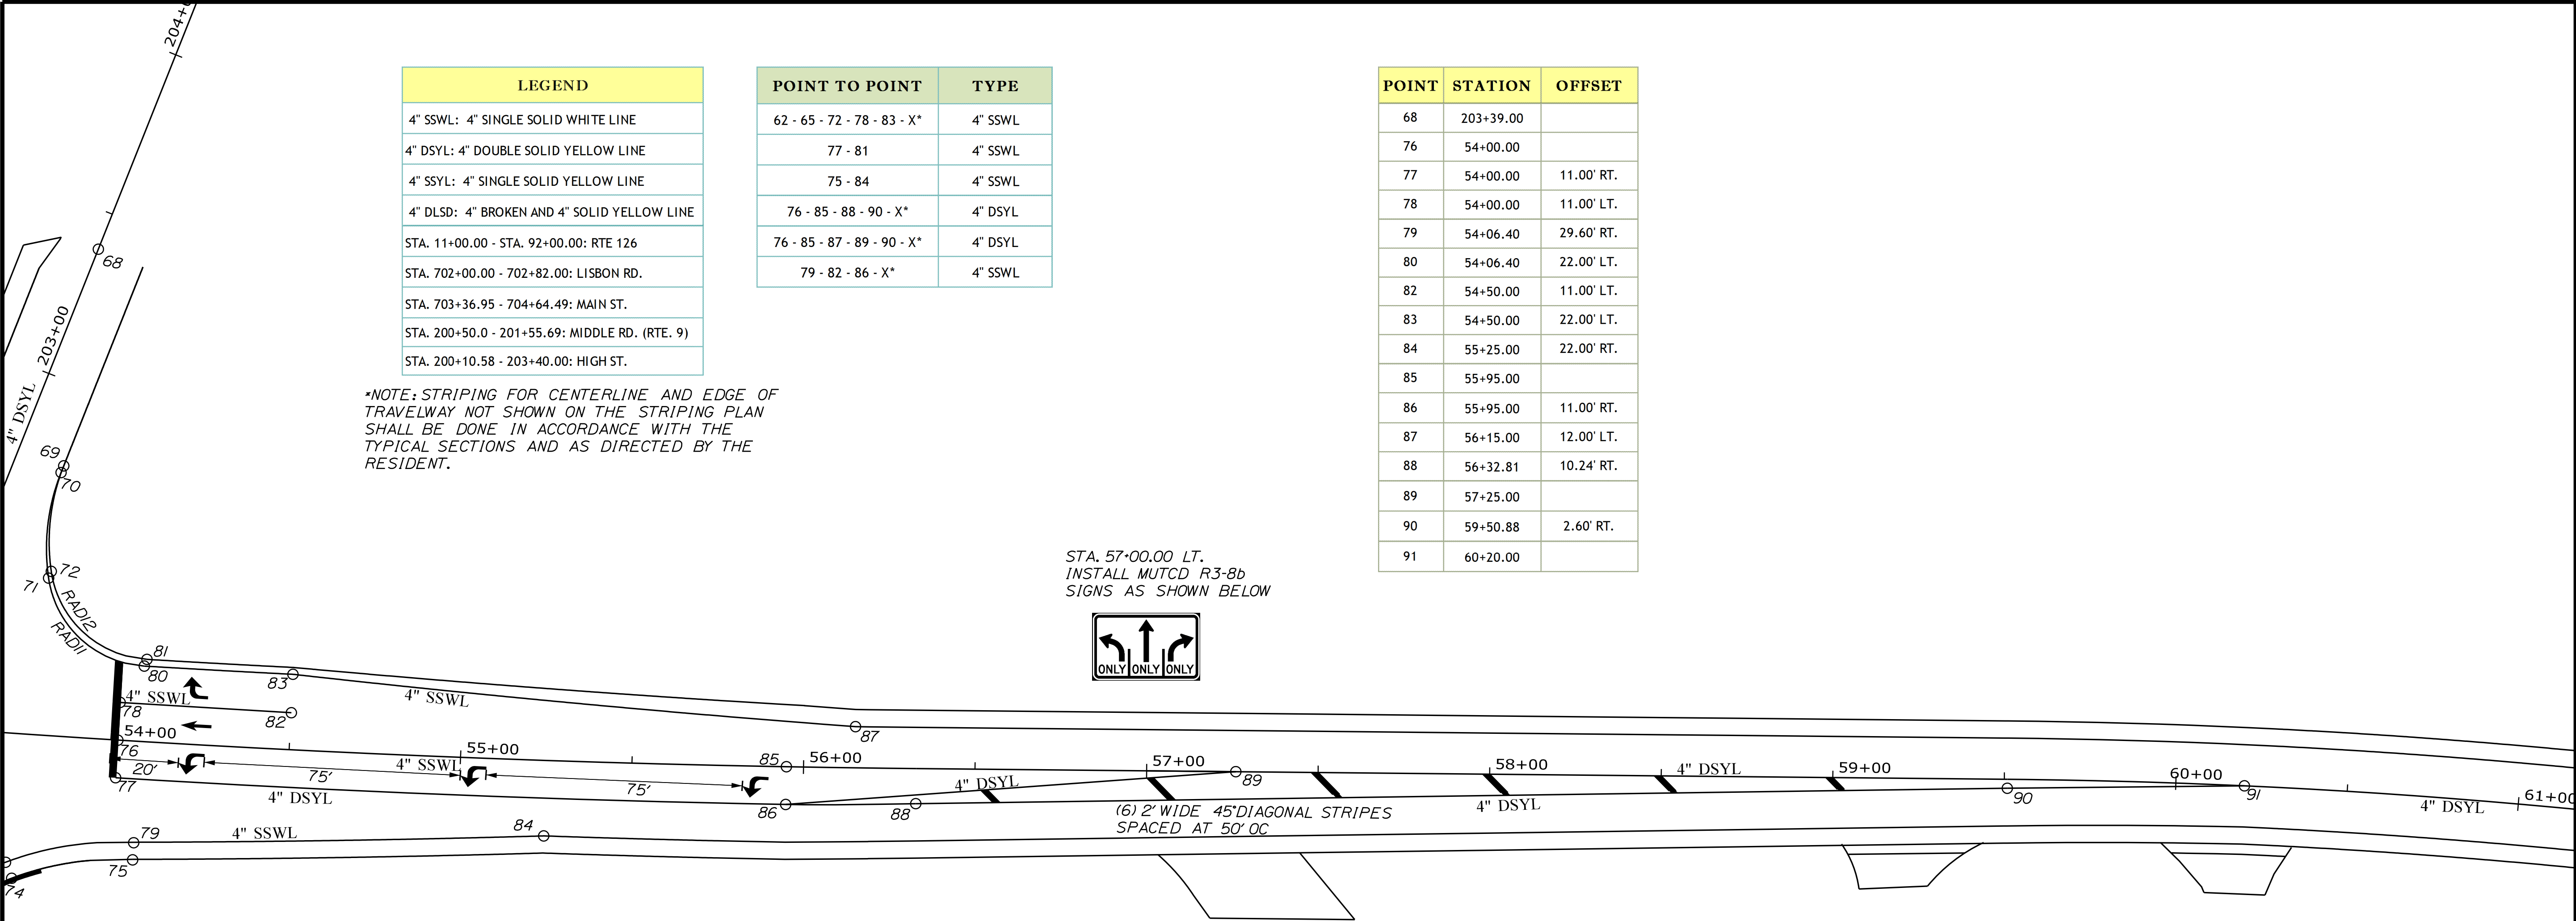 204+0
LEGEND
4" SSWL: 4" SINGLE SOLID WHITE LINE
4" DSYL: 4" DOUBLE SOLID YELLOW LINE
4" SSYL: 4" SINGLE SOLID YELLOW LINE
4" DLSD: 4" BROKEN AND 4" SOLID YELLOW LINE
STA. 11+00.00 - STA. 92+00.00: RTE 126
STA. 702+00.00 - 702+82.00: LISBON RD.
STA. 703+36.95 - 704+64.49: MAIN ST.
STA. 200+50.0 - 201+55.69: MIDDLE RD. (RTE. 9)
STA. 200+10.58 - 203+40.00: HIGH ST.
*NOTE: STRIPING FOR CENTERLINE AND EDGE OF
TRAVELWAY NOT SHOWN ON THE STRIPING PLAN
SHALL BE DONE IN ACCORDANCE WITH THE
TYPICAL SECTIONS AND AS DIRECTED BY THE
RESIDENT.
POINT TO POINT TYPE
62 - 65 - 72 - 78 - 83 - X* 4" SSWL
77 - 81 4" SSWL
75 - 84 4" SSWL
76 - 85 - 88 - 90 - X* 4" DSYL
76 - 85 - 87 - 89 - 90 - X* 4" DSYL
79 - 82 - 86 - X* 4" SSWL
POINT STATION OFFSET
68 203+39.00
76 54+00.00
77 54+00.00 11.00' RT.
78 54+00.00 11.00' LT.
79 54+06.40 29.60' RT.
80 54+06.40 22.00' LT.
82 54+50.00 11.00' LT.
83 54+50.00 22.00' LT.
84 55+25.00 22.00' RT.
85 55+95.00
86 55+95.00 11.00' RT.
87 56+15.00 12.00' LT.
88 56+32.81 10.24' RT.
89 57+25.00
90 59+50.88 2.60' RT.
91 60+20.00
68
203+00
4" DSYL
69
70
72
71
RAD12
RAD11
STA. 57+00.00 LT.
INSTALL MUTCD R3-8b
SIGNS AS SHOWN BELOW
ONLY ONLY ONLY
81
80
83
4" SSWL
4" SSWL
78
82
54+00
76
55+00
85
56+00
87
57+00
58+00
59+00
60+00
61+00
20'
75'
4" SSWL
75'
77
4" DSYL
86
88
4" DSYL
89
4" DSYL
4" DSYL
90
91
4" DSYL
(6) 2' WIDE 45° DIAGONAL STRIPES
SPACED AT 50' OC
79
4" SSWL
84
75
74